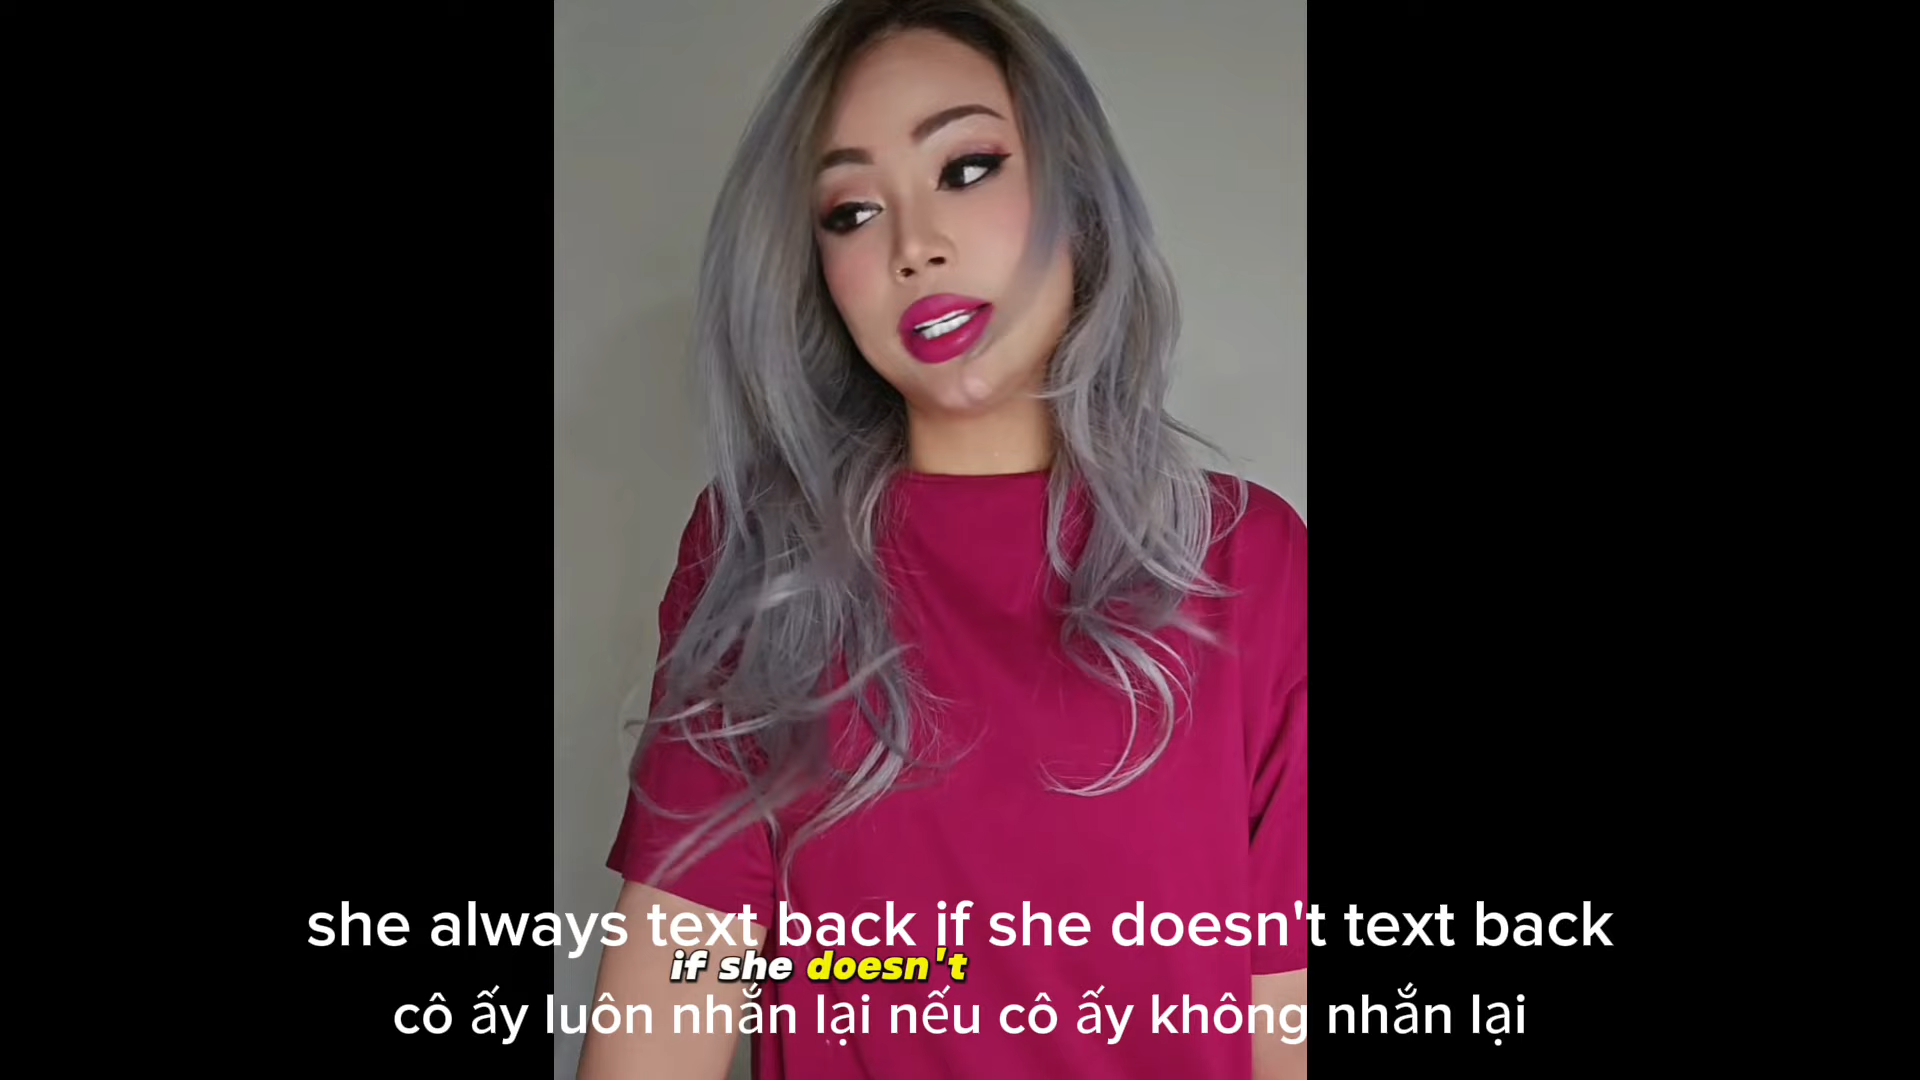 she always text back if she doesn't text back
if she doesn't
cô ấy luôn nhắn lại nếu cô ấy không nhắn lại